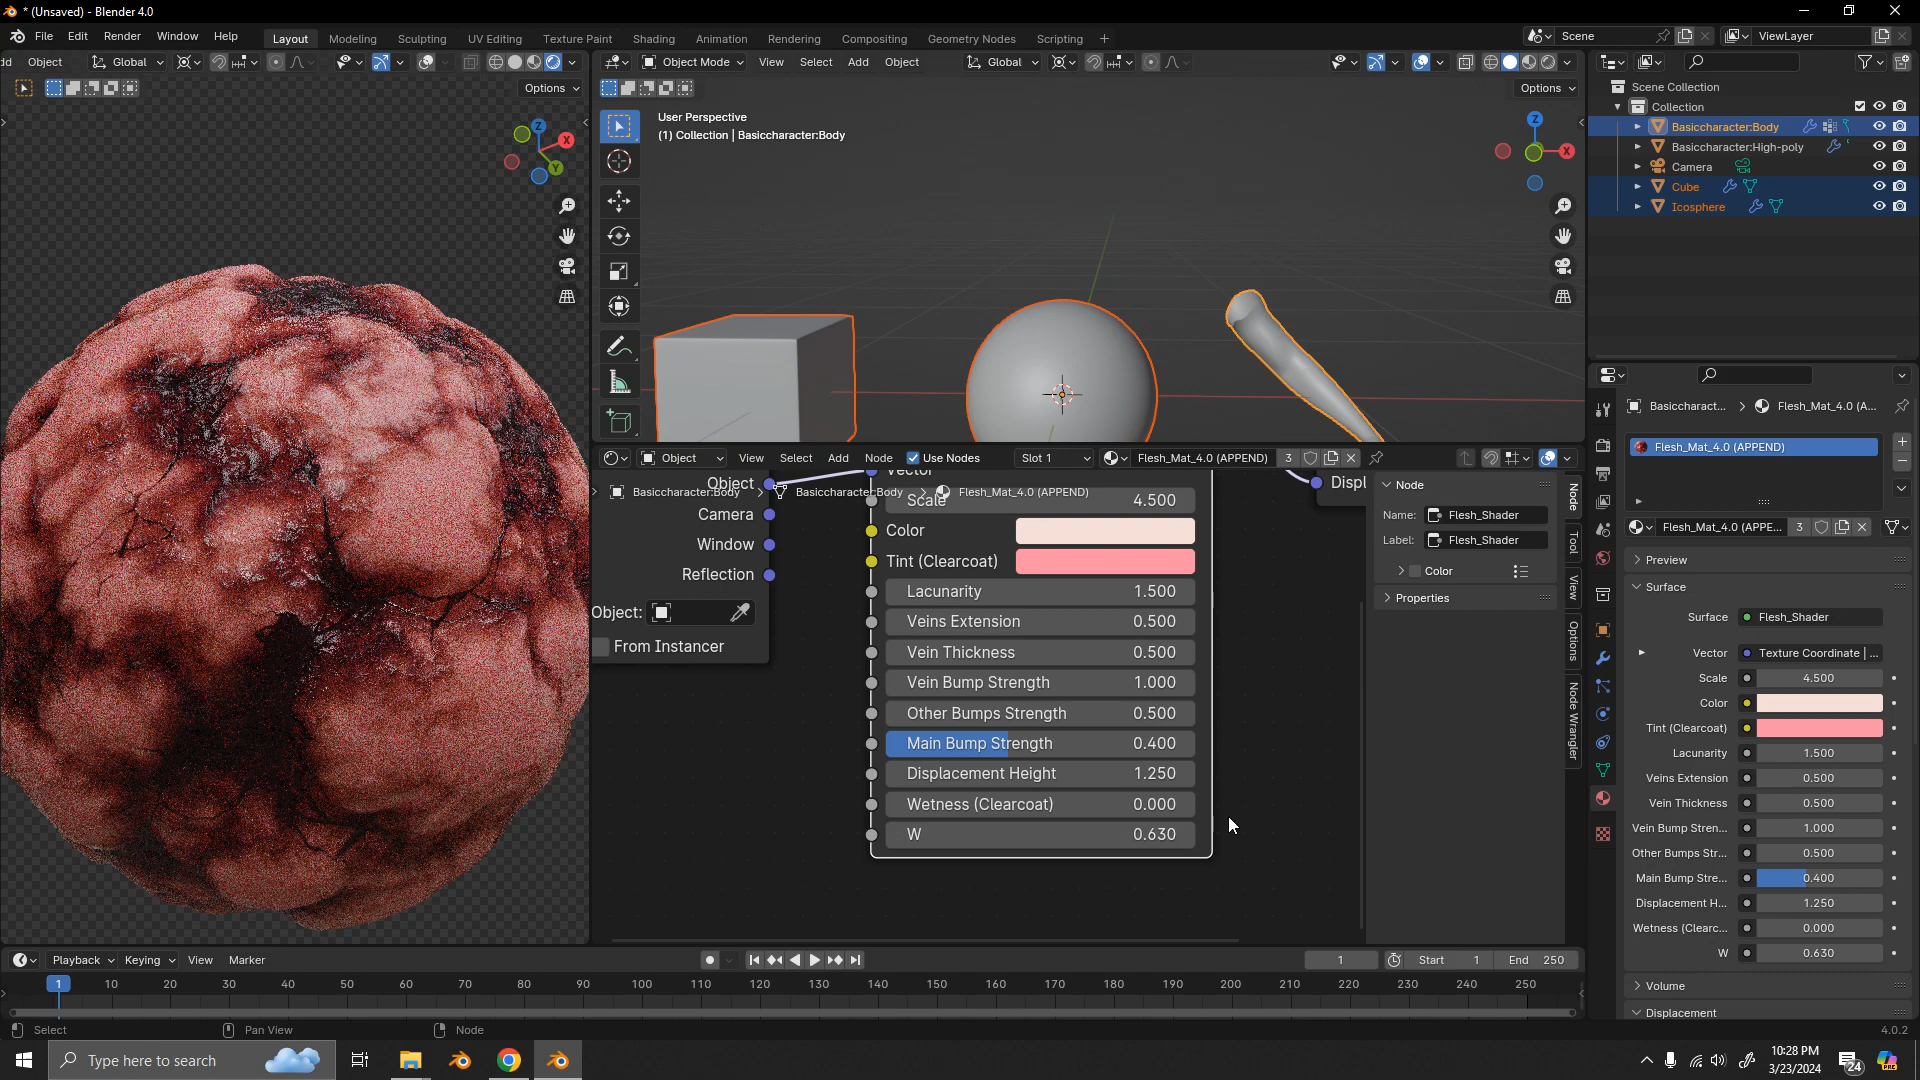 * (Unsaved) - Blender 4.0
File Edit Render Window Help
Layout Modeling Sculpting UV Editing Texture Paint Shading Animation Rendering Compositing Geometry Nodes Scripting +
Scene
ViewLayer
Object Global
Options
Object Mode View Select Add Object Global
Options
User Perspective
(1) Collection | Basiccharacter:Body
Z
X
Y
Z
X
Scene Collection
Collection
Basiccharacter:Body
Basiccharacter:High-poly
Camera
Cube
Icosphere
Object View Select Add Node Use Nodes Slot 1 Flesh_Mat_4.0 (APPEND) 3
Basiccharacter:Body > Basiccharacter:Body > Flesh_Mat_4.0 (APPEND)
Object
Camera
Window
Reflection
Object:
From Instancer
Vector
Scale 4.500
Color
Tint (Clearcoat)
Lacunarity 1.500
Veins Extension 0.500
Vein Thickness 0.500
Vein Bump Strength 1.000
Other Bumps Strength 0.500
Main Bump Strength 0.400
Displacement Height 1.250
Wetness (Clearcoat) 0.000
W 0.630
Displ
Node
Name: Flesh_Shader
Label: Flesh_Shader
Color
Properties
Node
Tool
View
Options
Node Wrangler
Basiccharact... > Flesh_Mat_4.0 (A...
Flesh_Mat_4.0 (APPEND)
Flesh_Mat_4.0 (APPE... 3
Preview
Surface
Surface Flesh_Shader
Vector Texture Coordinate | ...
Scale 4.500
Color
Tint (Clearcoat)
Lacunarity 1.500
Veins Extension 0.500
Vein Thickness 0.500
Vein Bump Stren... 1.000
Other Bumps Str... 0.500
Main Bump Stre... 0.400
Displacement H... 1.250
Wetness (Clearc... 0.000
W 0.630
Volume
Displacement
Playback Keying View Marker
1 Start 1 End 250
1 10 20 30 40 50 60 70 80 90 100 110 120 130 140 150 160 170 180 190 200 210 220 230 240 250
Select Pan View Node
4.0.2
Type here to search
10:28 PM
3/23/2024
24